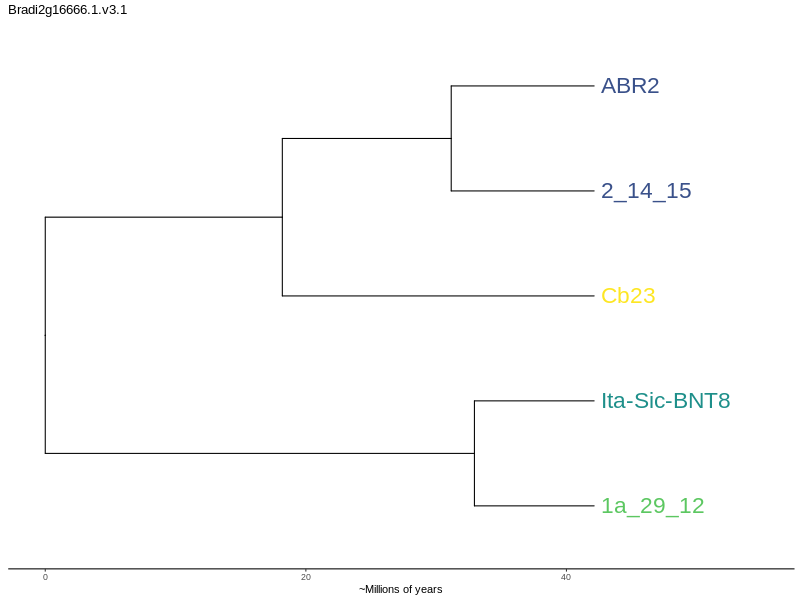 Bradi2g16666.1.v3.1
ABR2
2_14_15
Cb23
Ita-Sic-BNT8
1a_29_12
0 20 40
~Millions of years